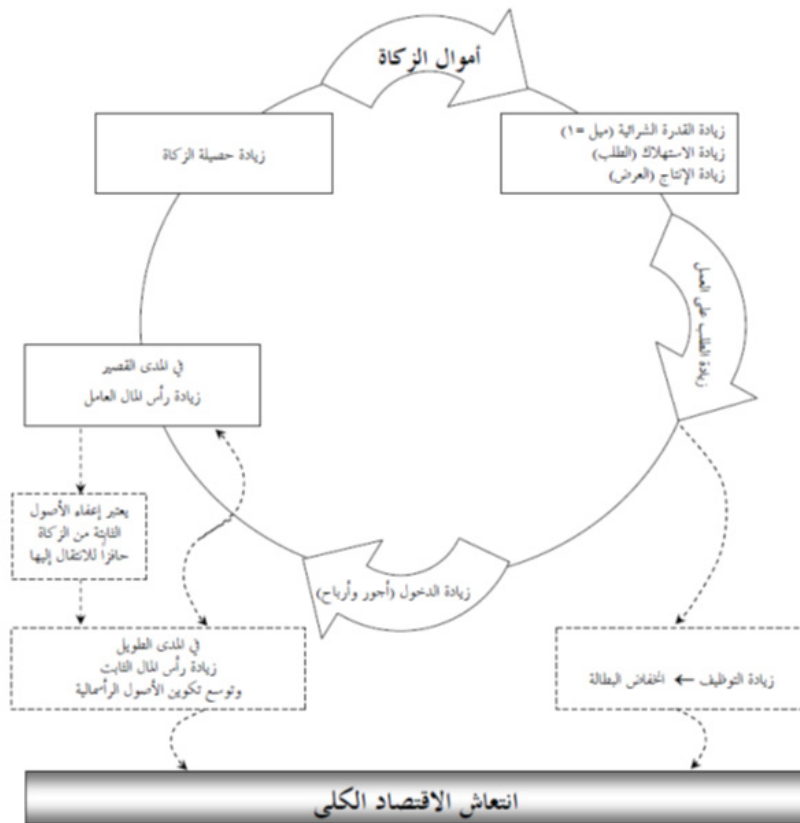 أموال الزكاة
زيادة القدرة الشرائية (ميل =١)
زيادة الاستهلاك (الطلب)
زيادة الإنتاج (العرض)
زيادة حصيلة الزكاة
زيادة الطلب على العمل
في المدى القصير
زيادة رأس المال العامل
يعتبر إعفاء الأصول
الثابتة من الزكاة
حافزاً للانتقال إليها
زيادة الدخول (أجور وأرباح)
في المدى الطويل
زيادة رأس المال الثابت
وتوسع تكوين الأصول الرأسمالية
زيادة التوظيف ← انخفاض البطالة
انتعاش الاقتصاد الكلي